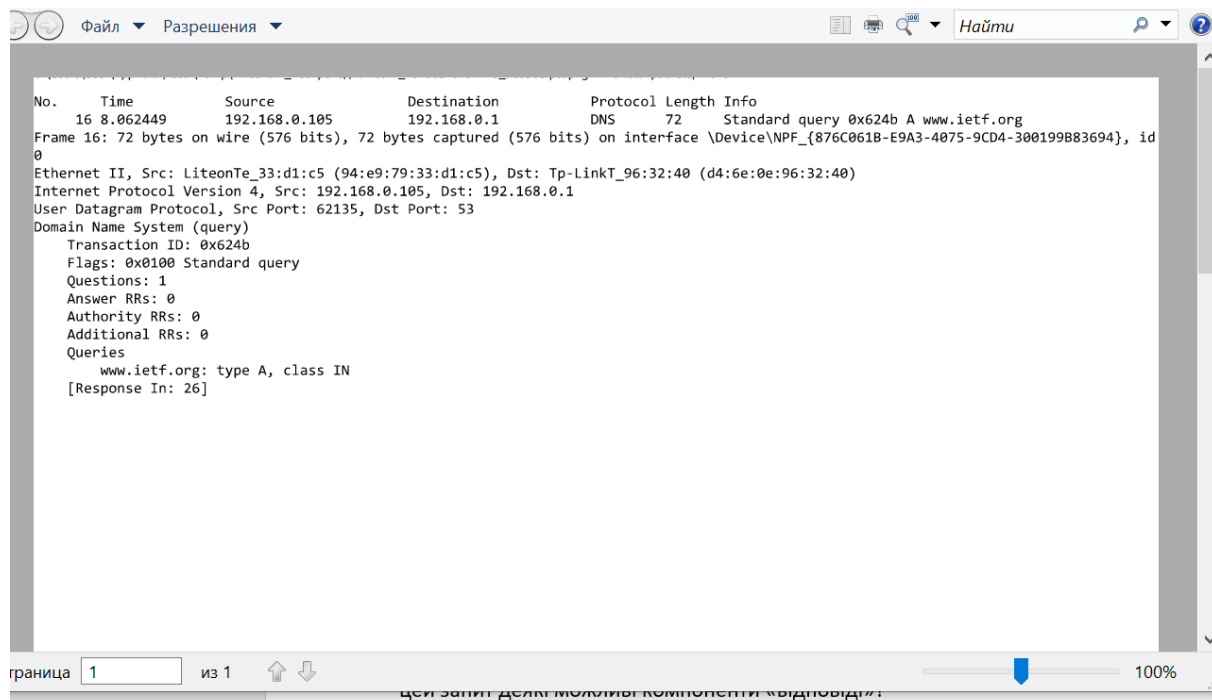 Файл Разрешения
100
Найти
No. Time Source Destination Protocol Length Info
16 8.062449 192.168.0.105 192.168.0.1 DNS 72 Standard query 0x624b A www.ietf.org
Frame 16: 72 bytes on wire (576 bits), 72 bytes captured (576 bits) on interface \Device\NPF_{876C061B-E9A3-4075-9CD4-300199B83694}, id
0
Ethernet II, Src: LiteonTe_33:d1:c5 (94:e9:79:33:d1:c5), Dst: Tp-LinkT_96:32:40 (d4:6e:0e:96:32:40)
Internet Protocol Version 4, Src: 192.168.0.105, Dst: 192.168.0.1
User Datagram Protocol, Src Port: 62135, Dst Port: 53
Domain Name System (query)
Transaction ID: 0x624b
Flags: 0x0100 Standard query
Questions: 1
Answer RRs: 0
Authority RRs: 0
Additional RRs: 0
Queries
www.ietf.org: type A, class IN
[Response In: 26]
траница 1 из 1 100%
цей запит деякі можливі компоненти «відповіді»?